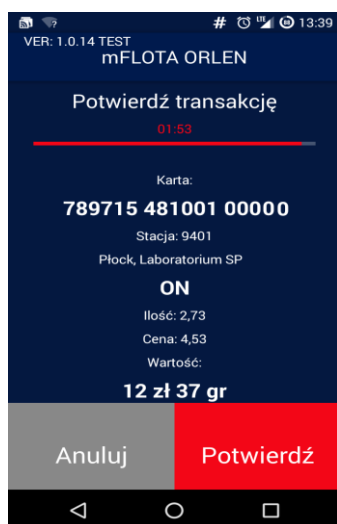 # LTE 13:39
VER: 1.0.14 TEST
mFLOTA ORLEN
Potwierdź transakcję
01:53
Karta:
789715 481001 00000
Stacja: 9401
Płock, Laboratorium SP
ON
Ilość: 2,73
Cena: 4,53
Wartość:
12 zł 37 gr
Anuluj Potwierdź